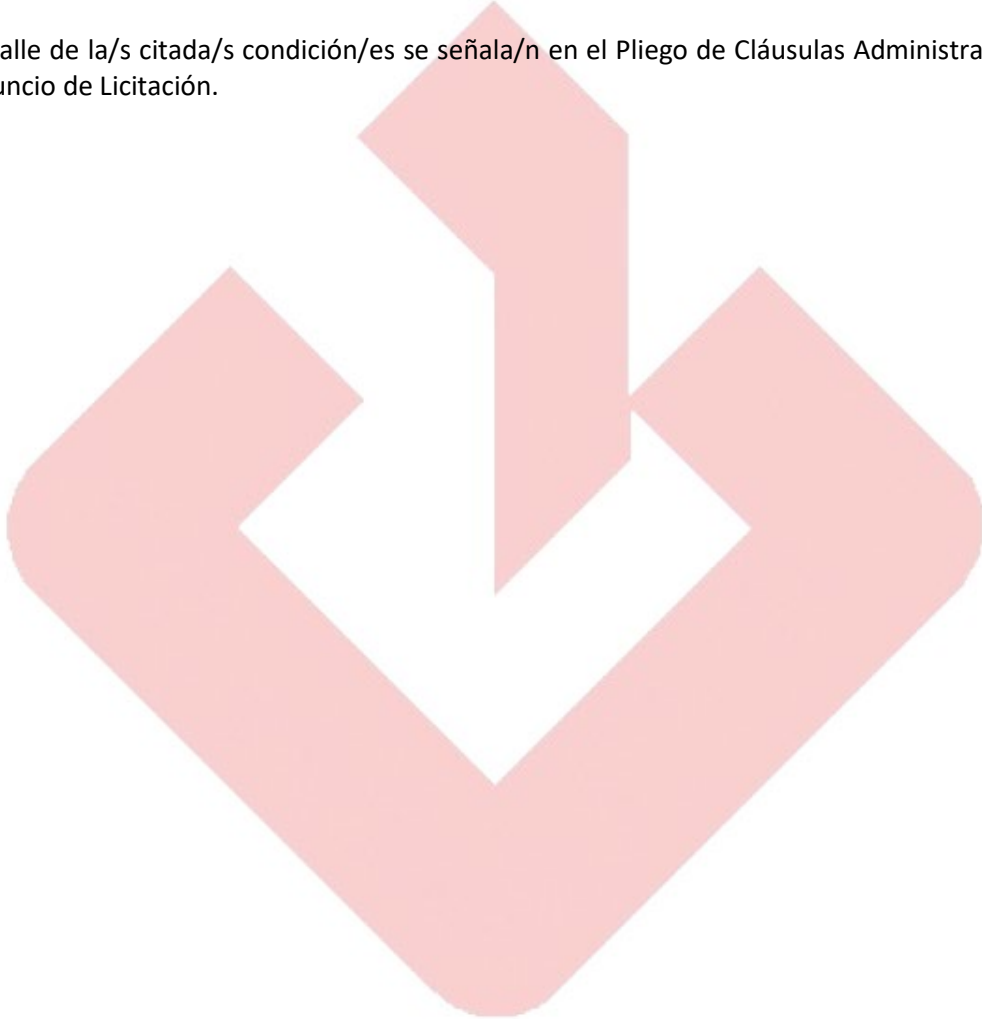 alle de la/s citada/s condición/es se señala/n en el Pliego de Cláusulas Administra
uncio de Licitación.